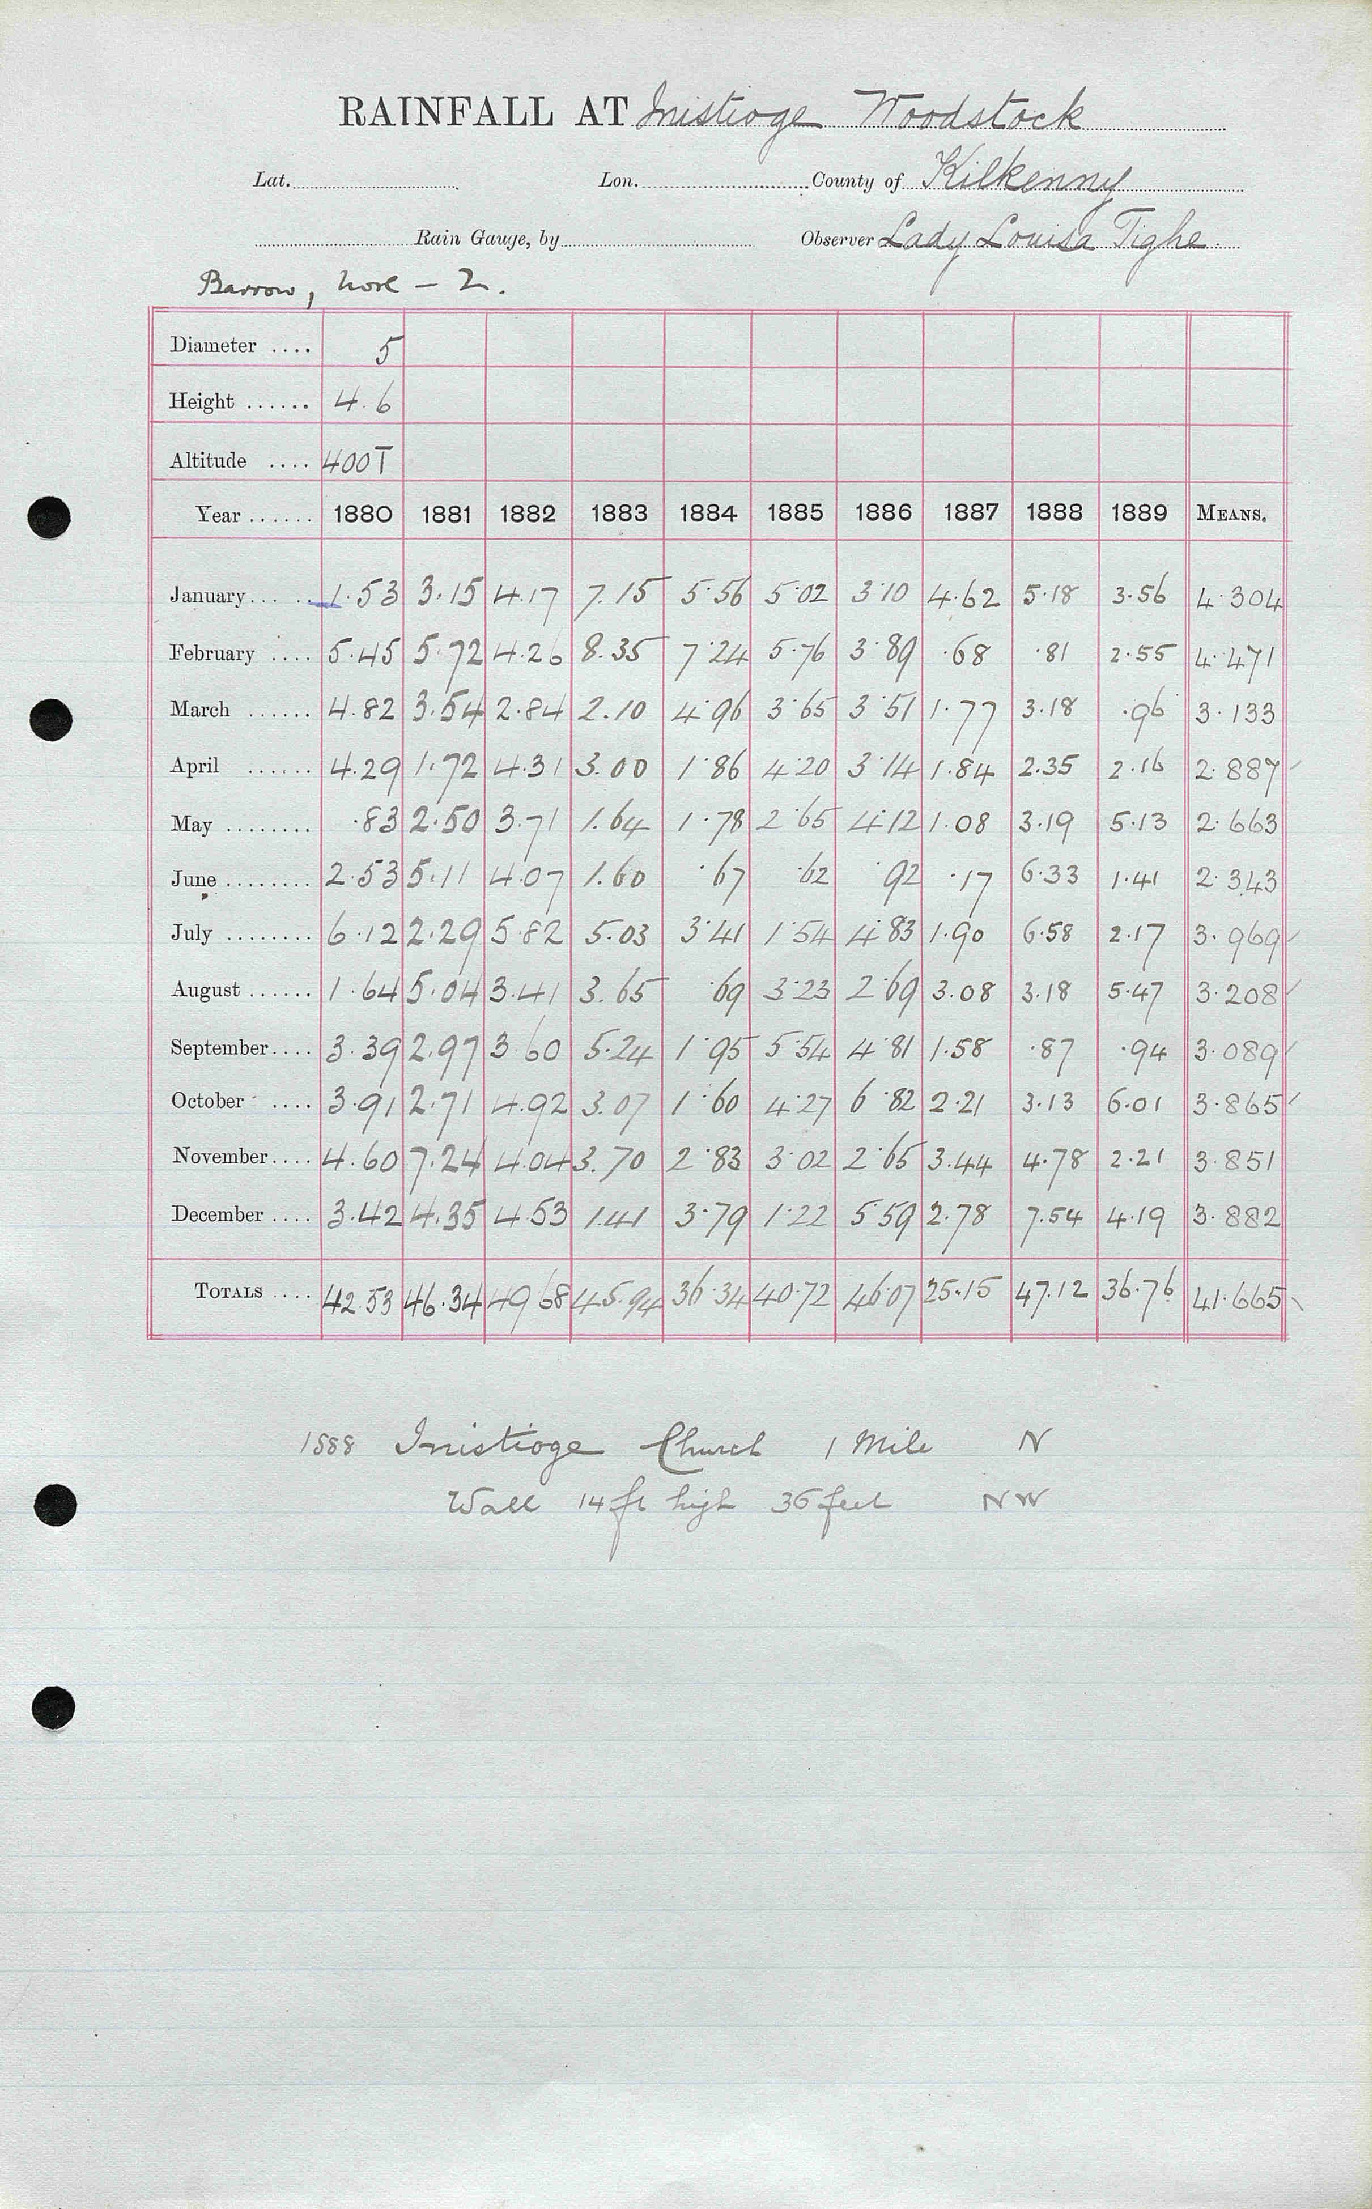 RAINFALL AT Inistioge Woodstock
Lat. Lon. County of Kilkenny
Rain Gauge, by Observer Lady Louisa Tighe
Barrow, Nore - 2.
Diameter .... 5
Height ...... 4.6
Altitude .... 400T
Year ...... 1880 1881 1882 1883 1884 1885 1886 1887 1888 1889 MEANS.
January .... 1.53 3.15 4.17 7.15 5.56 5.02 3.10 4.62 5.18 3.56 4.304
February .... 5.45 5.72 4.26 8.35 7.24 5.76 3.89 .68 .81 2.55 4.471
March ...... 4.82 3.54 2.84 2.10 4.96 3.65 3.51 1.77 3.18 .96 3.133
April ...... 4.29 1.72 4.31 3.00 1.86 4.20 3.14 1.84 2.35 2.16 2.887
May ........ .83 2.50 3.71 1.64 1.78 2.65 4.12 1.08 3.19 5.13 2.663
June ........ 2.53 5.11 4.07 1.60 .67 .62 .92 .17 6.33 1.41 2.343
July ........ 6.12 2.29 5.82 5.03 3.41 1.54 4.83 1.90 6.58 2.17 3.969
August ...... 1.64 5.04 3.41 3.65 .69 3.23 2.69 3.08 3.18 5.47 3.208
September .... 3.39 2.97 3.60 5.24 1.95 5.54 4.81 1.58 .87 .94 3.089
October .... 3.91 2.71 4.92 3.07 1.60 4.27 6.82 2.21 3.13 6.01 3.865
November .... 4.60 7.24 4.04 3.70 2.83 3.02 2.65 3.44 4.78 2.21 3.851
December .... 3.42 4.35 4.53 1.41 3.79 1.22 5.59 2.78 7.54 4.19 3.882
TOTALS .... 42.53 46.34 49.68 45.94 36.34 40.72 46.07 25.15 47.12 36.76 41.665
1888 Inistioge Church 1 Mile N
Wall 14 ft high 36 feet NW